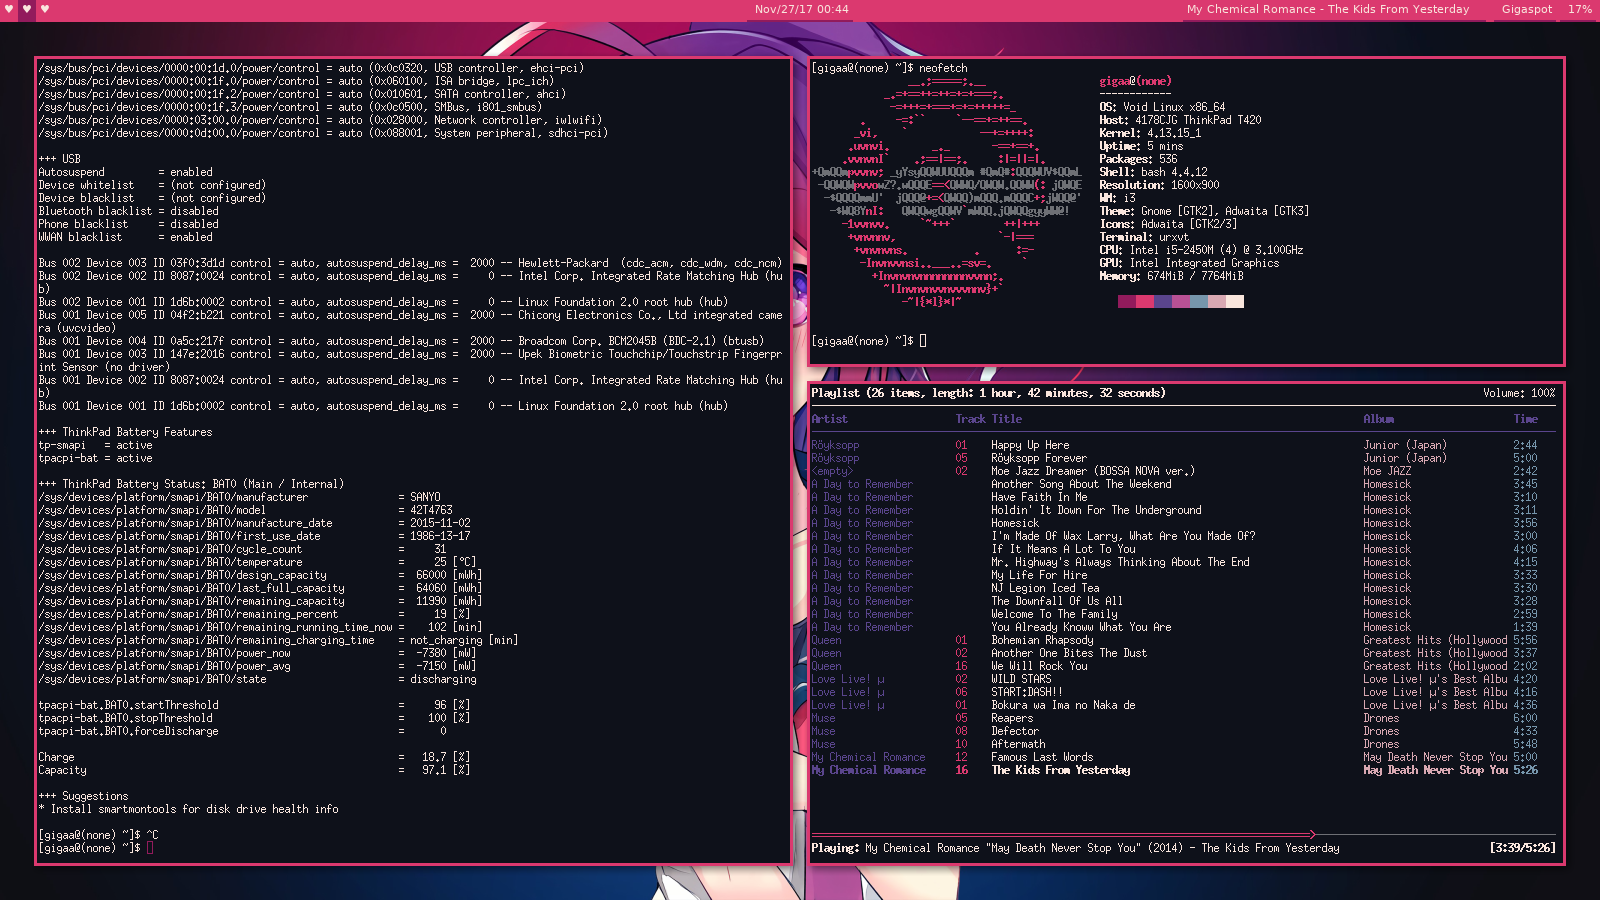 ♥ ♥ ♥
Nov/27/17 00:44
My Chemical Romance - The Kids From Yesterday
Gigaspot
17%
/sys/bus/pci/devices/0000:00:1d.0/power/control = auto (0x0c0320, USB controller, ehci-pci)
/sys/bus/pci/devices/0000:00:1f.0/power/control = auto (0x060100, ISA bridge, lpc_ich)
/sys/bus/pci/devices/0000:00:1f.2/power/control = auto (0x010601, SATA controller, ahci)
/sys/bus/pci/devices/0000:00:1f.3/power/control = auto (0x0c0500, SMBus, i801_smbus)
/sys/bus/pci/devices/0000:03:00.0/power/control = auto (0x028000, Network controller, iwlwifi)
/sys/bus/pci/devices/0000:0d:00.0/power/control = auto (0x088001, System peripheral, sdhci-pci)
+++ USB
Autosuspend = enabled
Device whitelist = (not configured)
Device blacklist = (not configured)
Bluetooth blacklist = disabled
Phone blacklist = disabled
WWAN blacklist = enabled
Bus 002 Device 003 ID 03f0:3d1d control = auto, autosuspend_delay_ms = 2000 -- Hewlett-Packard (cdc_acm, cdc_wdm, cdc_ncm)
Bus 002 Device 002 ID 8087:0024 control = auto, autosuspend_delay_ms = 0 -- Intel Corp. Integrated Rate Matching Hub (hu
b)
Bus 002 Device 001 ID 1d6b:0002 control = auto, autosuspend_delay_ms = 0 -- Linux Foundation 2.0 root hub (hub)
Bus 001 Device 005 ID 04f2:b221 control = auto, autosuspend_delay_ms = 2000 -- Chicony Electronics Co., Ltd integrated came
ra (uvcvideo)
Bus 001 Device 004 ID 0a5c:217f control = auto, autosuspend_delay_ms = 2000 -- Broadcom Corp. BCM2045B (BDC-2.1) (btusb)
Bus 001 Device 003 ID 147e:2016 control = auto, autosuspend_delay_ms = 2000 -- Upek Biometric Touchchip/Touchstrip Fingerpr
int Sensor (no driver)
Bus 001 Device 002 ID 8087:0024 control = auto, autosuspend_delay_ms = 0 -- Intel Corp. Integrated Rate Matching Hub (hu
b)
Bus 001 Device 001 ID 1d6b:0002 control = auto, autosuspend_delay_ms = 0 -- Linux Foundation 2.0 root hub (hub)
+++ ThinkPad Battery Features
tp-smapi = active
tpacpi-bat = active
+++ ThinkPad Battery Status: BAT0 (Main / Internal)
/sys/devices/platform/smapi/BAT0/manufacturer = SANYO
/sys/devices/platform/smapi/BAT0/model = 42T4763
/sys/devices/platform/smapi/BAT0/manufacture_date = 2015-11-02
/sys/devices/platform/smapi/BAT0/first_use_date = 1986-13-17
/sys/devices/platform/smapi/BAT0/cycle_count = 31
/sys/devices/platform/smapi/BAT0/temperature = 25 [°C]
/sys/devices/platform/smapi/BAT0/design_capacity = 66000 [mWh]
/sys/devices/platform/smapi/BAT0/last_full_capacity = 64060 [mWh]
/sys/devices/platform/smapi/BAT0/remaining_capacity = 11990 [mWh]
/sys/devices/platform/smapi/BAT0/remaining_percent = 19 [%]
/sys/devices/platform/smapi/BAT0/remaining_running_time_now = 102 [min]
/sys/devices/platform/smapi/BAT0/remaining_charging_time = not_charging [min]
/sys/devices/platform/smapi/BAT0/power_now = -7380 [mW]
/sys/devices/platform/smapi/BAT0/power_avg = -7150 [mW]
/sys/devices/platform/smapi/BAT0/state = discharging
tpacpi-bat.BAT0.startThreshold = 96 [%]
tpacpi-bat.BAT0.stopThreshold = 100 [%]
tpacpi-bat.BAT0.forceDischarge = 0
Charge = 18.7 [%]
Capacity = 97.1 [%]
+++ Suggestions
* Install smartmontools for disk drive health info
[gigaa@(none) ~]$ ^C
[gigaa@(none) ~]$
[gigaa@(none) ~]$ neofetch
gigaa@(none)
------------
OS: Void Linux x86_64
Host: 4178CJG ThinkPad T420
Kernel: 4.13.15_1
Uptime: 5 mins
Packages: 536
Shell: bash 4.4.12
Resolution: 1600x900
WM: i3
Theme: Gnome [GTK2], Adwaita [GTK3]
Icons: Adwaita [GTK2/3]
Terminal: urxvt
CPU: Intel i5-2450M (4) @ 3.100GHz
GPU: Intel Integrated Graphics
Memory: 674MiB / 7764MiB
[gigaa@(none) ~]$
Playlist (26 items, length: 1 hour, 42 minutes, 32 seconds) Volume: 100%
Artist Track Title Album Time
Röyksopp 01 Happy Up Here Junior (Japan) 2:44
Röyksopp 05 Röyksopp Forever Junior (Japan) 5:00
<empty> 02 Moe Jazz Dreamer (BOSSA NOVA ver.) Moe JAZZ 2:42
A Day to Remember Another Song About The Weekend Homesick 3:45
A Day to Remember Have Faith In Me Homesick 3:10
A Day to Remember Holdin' It Down For The Underground Homesick 3:11
A Day to Remember Homesick Homesick 3:56
A Day to Remember I'm Made Of Wax Larry, What Are You Made Of? Homesick 3:00
A Day to Remember If It Means A Lot To You Homesick 4:06
A Day to Remember Mr. Highway's Always Thinking About The End Homesick 4:15
A Day to Remember My Life For Hire Homesick 3:33
A Day to Remember NJ Legion Iced Tea Homesick 3:30
A Day to Remember The Downfall Of Us All Homesick 3:28
A Day to Remember Welcome To The Family Homesick 2:59
A Day to Remember You Already Knoww What You Are Homesick 1:39
Queen 01 Bohemian Rhapsody Greatest Hits (Hollywood 5:56
Queen 02 Another One Bites The Dust Greatest Hits (Hollywood 3:37
Queen 16 We Will Rock You Greatest Hits (Hollywood 2:02
Love Live! µ 02 WILD STARS Love Live! µ's Best Albu 4:20
Love Live! µ 06 START:DASH!! Love Live! µ's Best Albu 4:16
Love Live! µ 01 Bokura wa Ima no Naka de Love Live! µ's Best Albu 4:36
Muse 05 Reapers Drones 6:00
Muse 08 Defector Drones 4:33
Muse 10 Aftermath Drones 5:48
My Chemical Romance 12 Famous Last Words May Death Never Stop You 5:00
My Chemical Romance 16 The Kids From Yesterday May Death Never Stop You 5:26
Playing: My Chemical Romance "May Death Never Stop You" (2014) - The Kids From Yesterday [3:39/5:26]